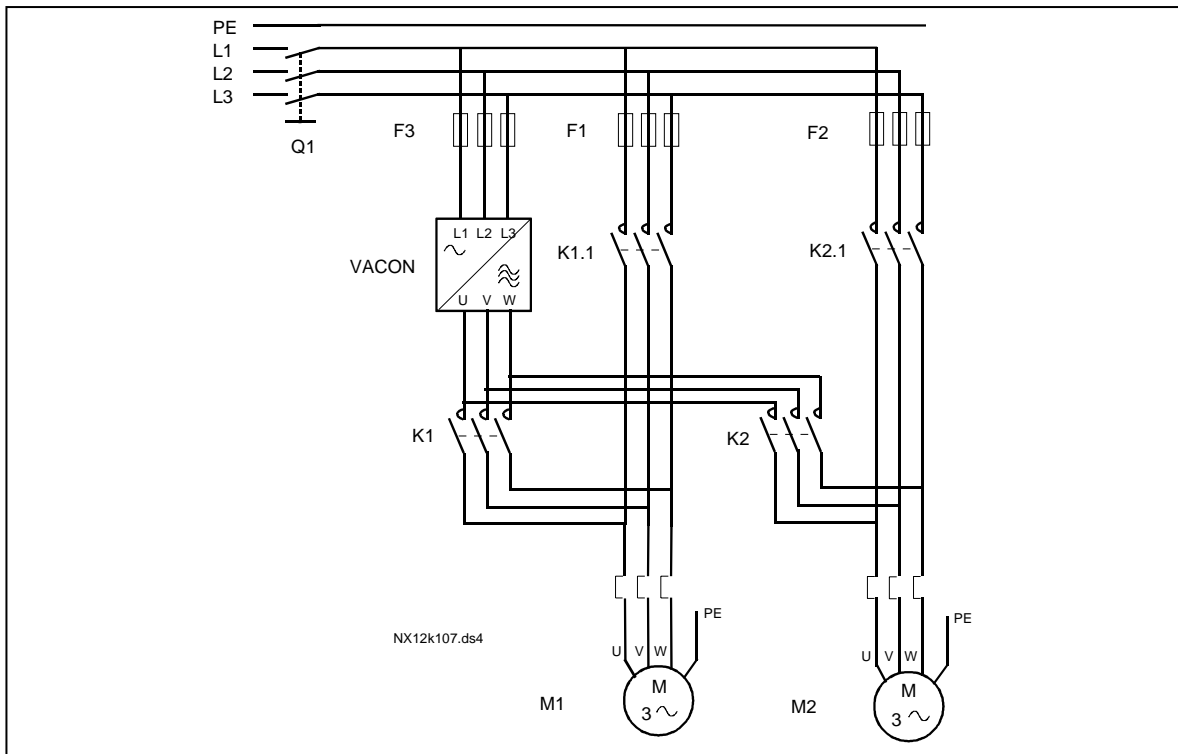 PE
L1
L2
L3
Q1
F3
F1
F2
L1 L2 L3
VACON
U V W
K1.1
K2.1
K1
K2
NX12k107.ds4
PE
PE
U V W
U V W
M1
M
3
M2
M
3